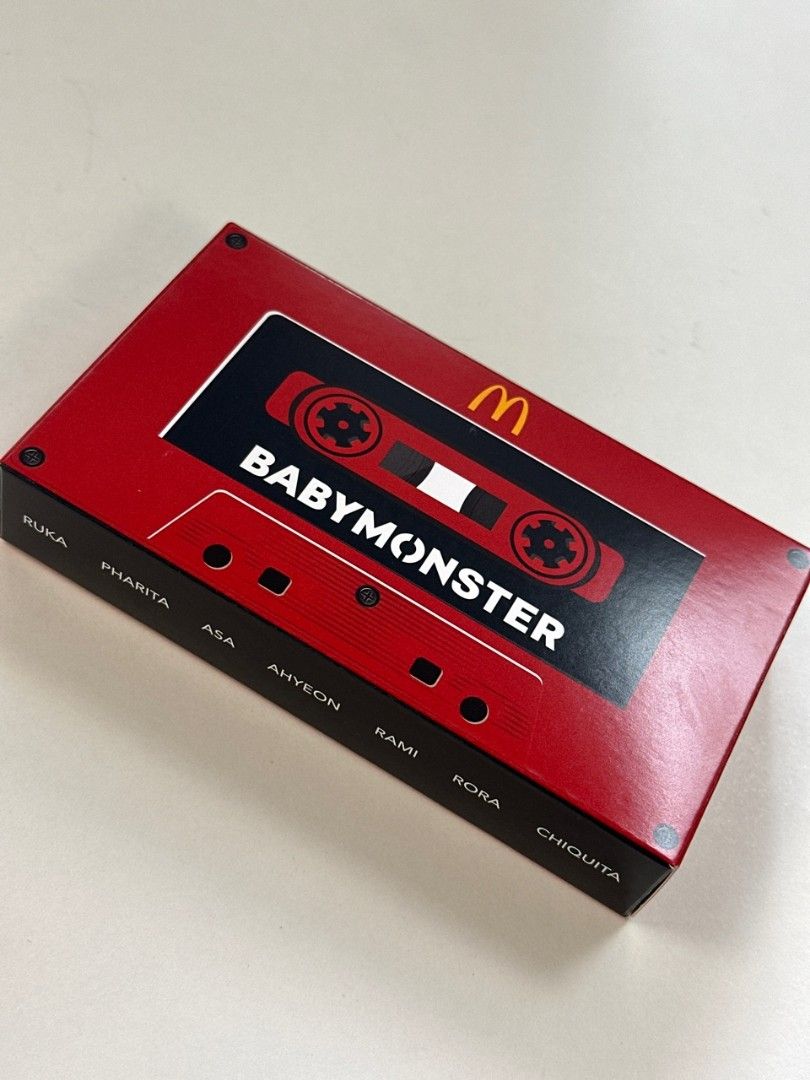 BABYMONSTER
RUKA
PHARITA
ASA
AHYEON
RAMI
RORA
CHIQUITA